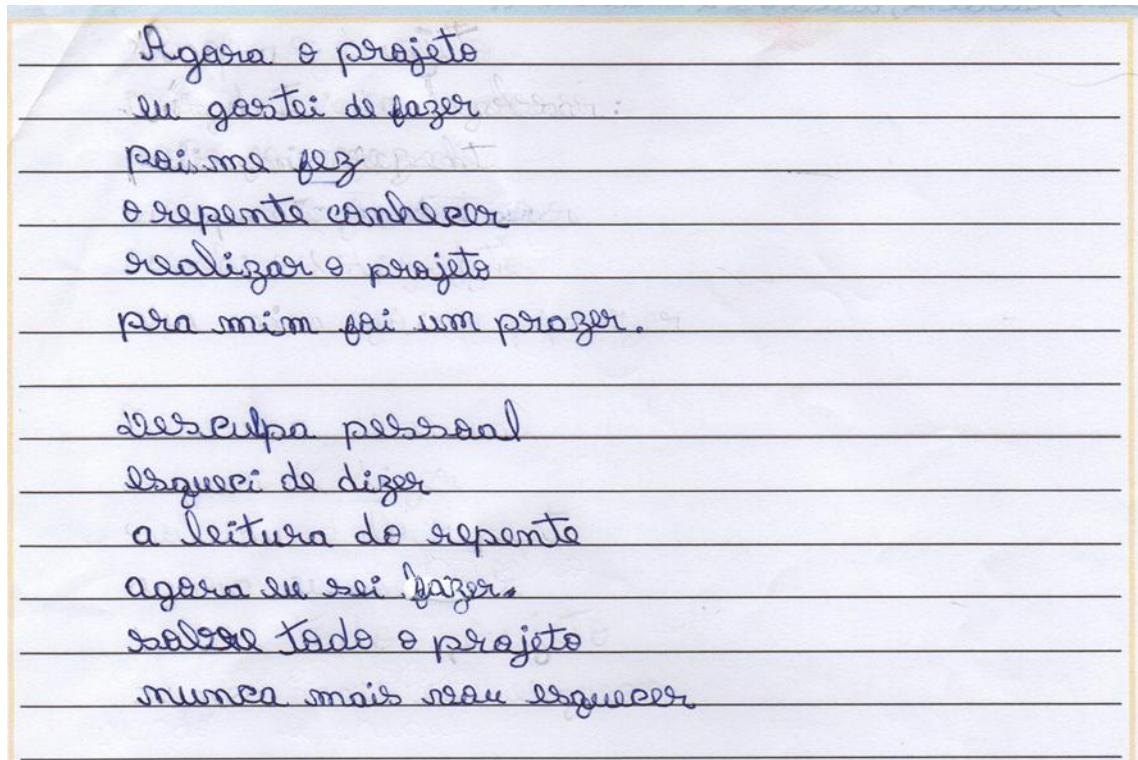 Agora o projeto
eu gostei de fazer
pois me fez
o repente conhecer
realizar o projeto
pra mim foi um prazer.
Desculpa pessoal
esqueci de dizer
a leitura do repente
agora eu sei fazer.
sobre todo o projeto
nunca mais vou esquecer